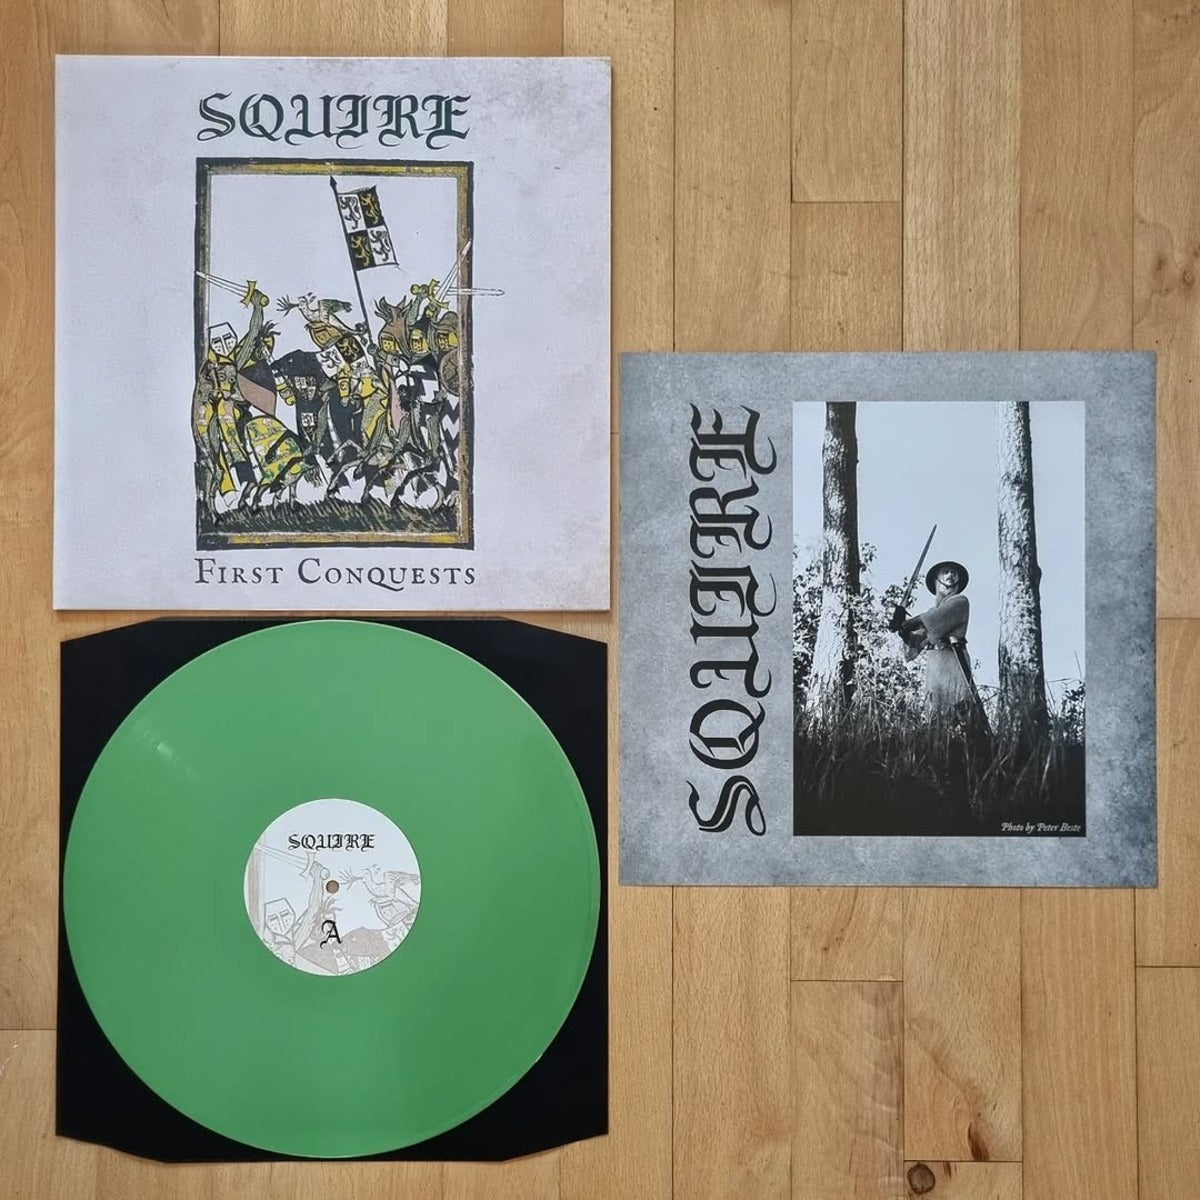 SQUIRE
FIRST CONQUESTS
SQUIRE
Photo by Peter Beste
SQUIRE
A